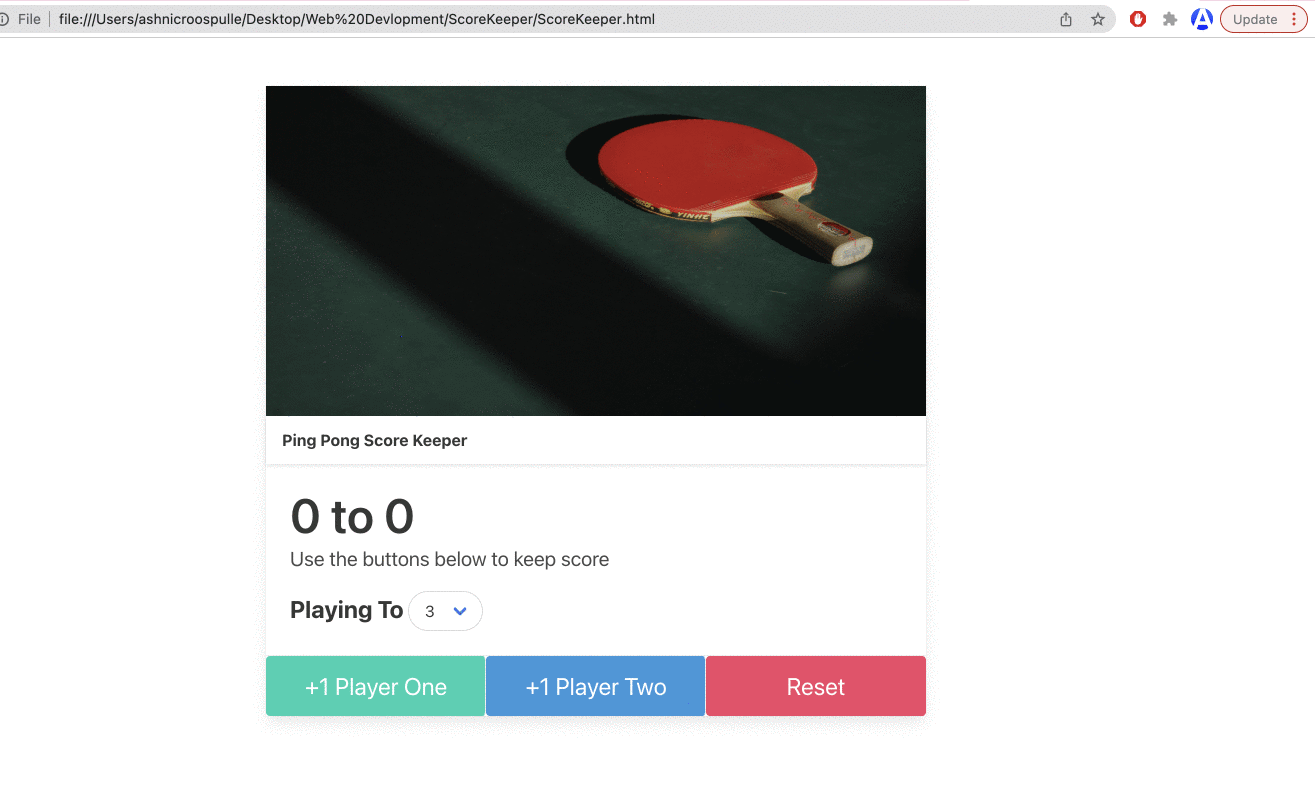 File file:///Users/ashnicroospulle/Desktop/Web%20Devlopment/ScoreKeeper/ScoreKeeper.html Update
YINHE
Ping Pong Score Keeper
0 to 0
Use the buttons below to keep score
Playing To 3
+1 Player One +1 Player Two Reset